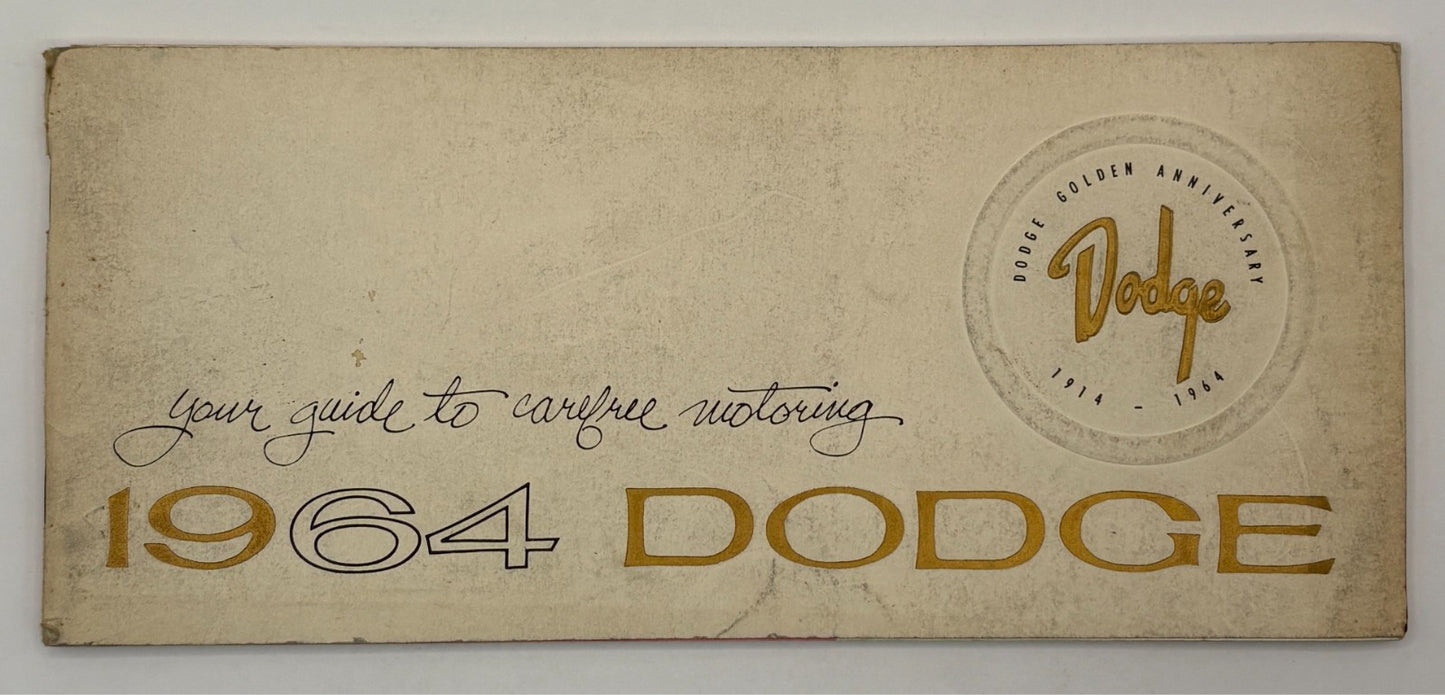 DODGE GOLDEN ANNIVERSARY
Dodge
1914 - 1964
your guide to carefree motoring
1964 DODGE